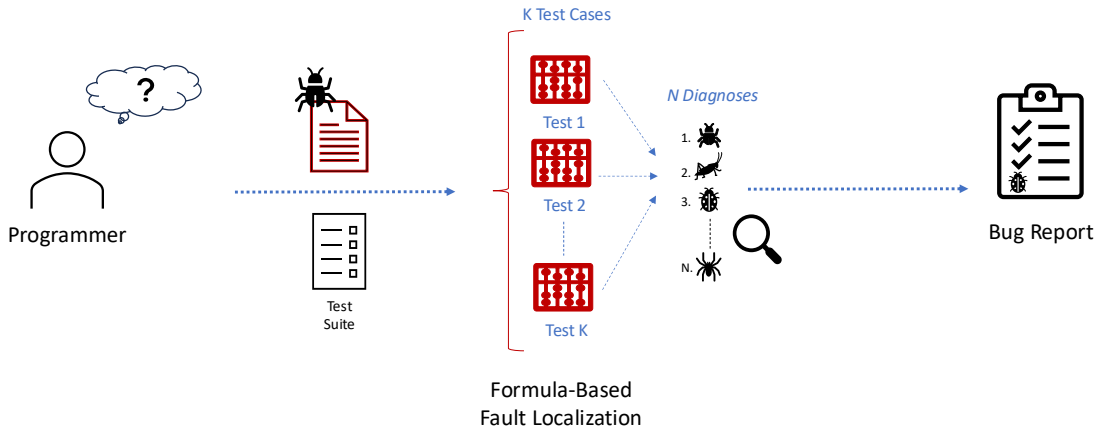 K Test Cases
?
Programmer
Test
Suite
Test 1
Test 2
Test K
N Diagnoses
1.
2.
3.
N.
Formula-Based
Fault Localization
Bug Report